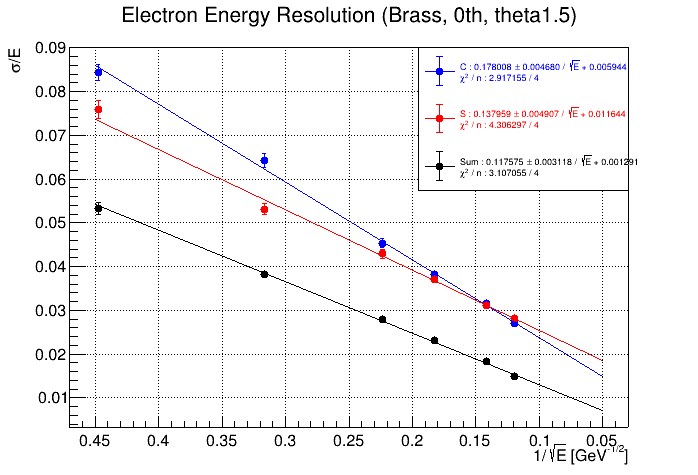 Electron Energy Resolution (Brass, 0th, theta1.5)
σ/E
0.09
0.08
0.07
0.06
0.05
0.04
0.03
0.02
0.01
C : 0.178008 ± 0.004680 / √E + 0.005944
χ² / n : 2.917155 / 4
S : 0.137959 ± 0.004907 / √E + 0.011644
χ² / n : 4.306297 / 4
Sum : 0.117575 ± 0.003118 / √E + 0.001291
χ² / n : 3.107055 / 4
0.45 0.4 0.35 0.3 0.25 0.2 0.15 0.1 0.05
1/√E [GeV^-1/2]